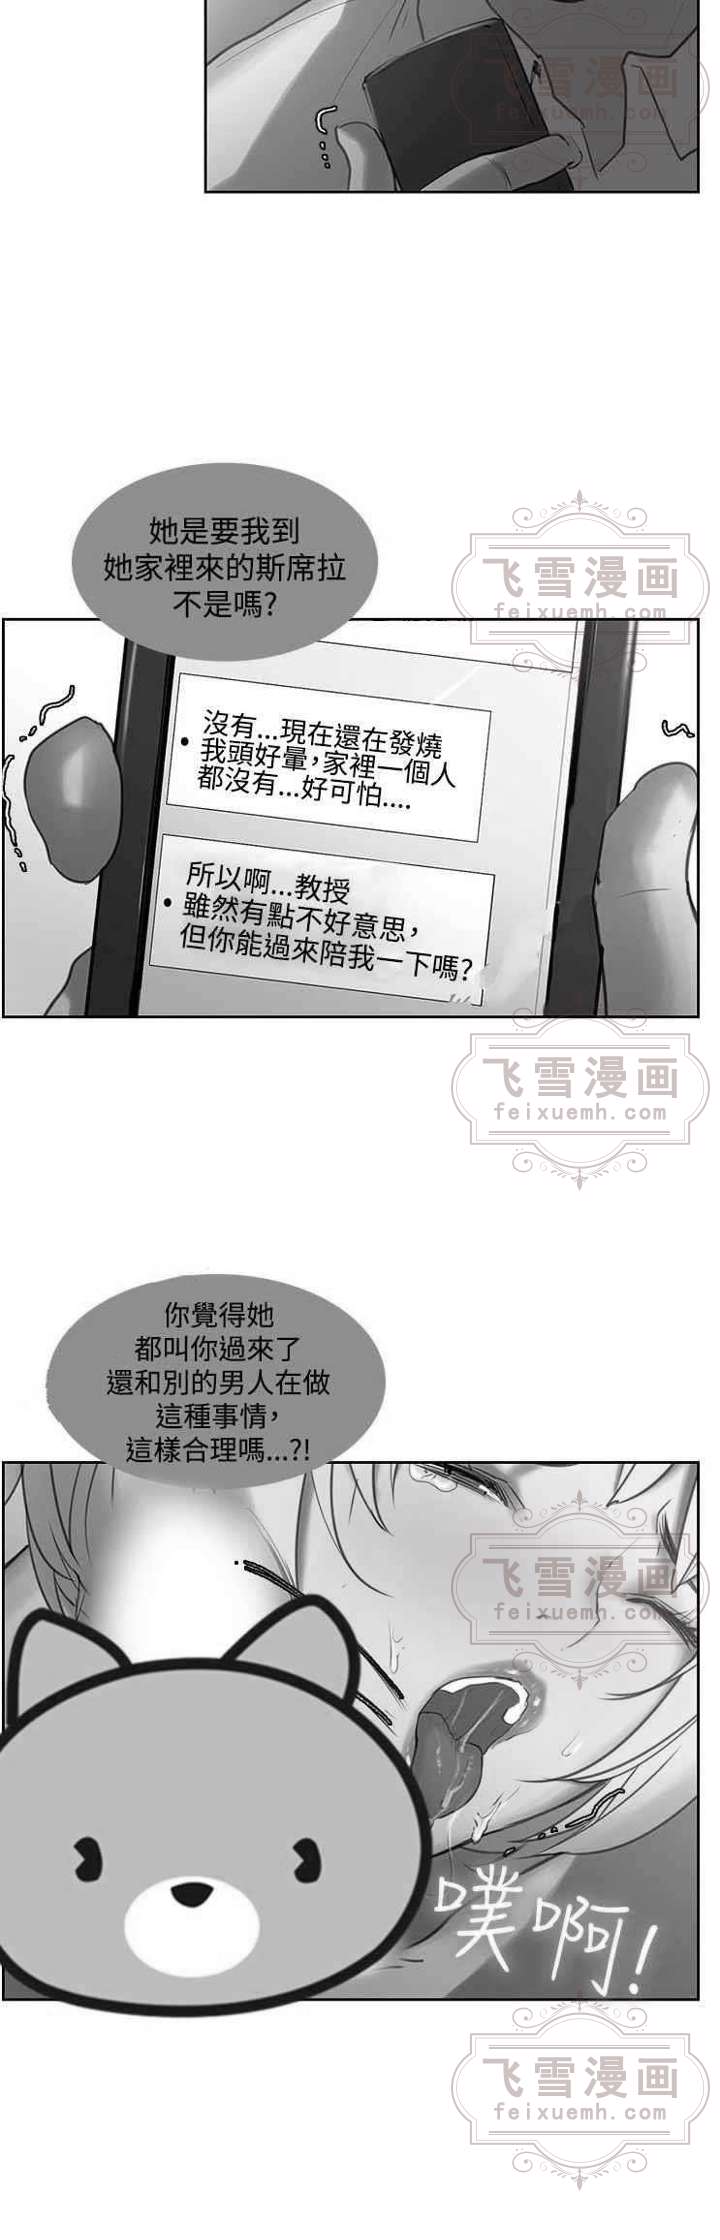 飞雪漫画
feixuemh.com
她是要我到
她家裡來的斯席拉
不是嗎?
飞雪漫画
feixuemh.com
沒有...現在還在發燒
我頭好暈,家裡一個人
都沒有...好可怕....
所以啊...教授
雖然有點不好意思,
但你能過來陪我一下嗎?
飞雪漫画
feixuemh.com
你覺得她
都叫你過來了
還和別的男人在做
這種事情,
這樣合理嗎...?!
飞雪漫画
feixuemh.com
噗啊!
飞雪漫画
feixuemh.com